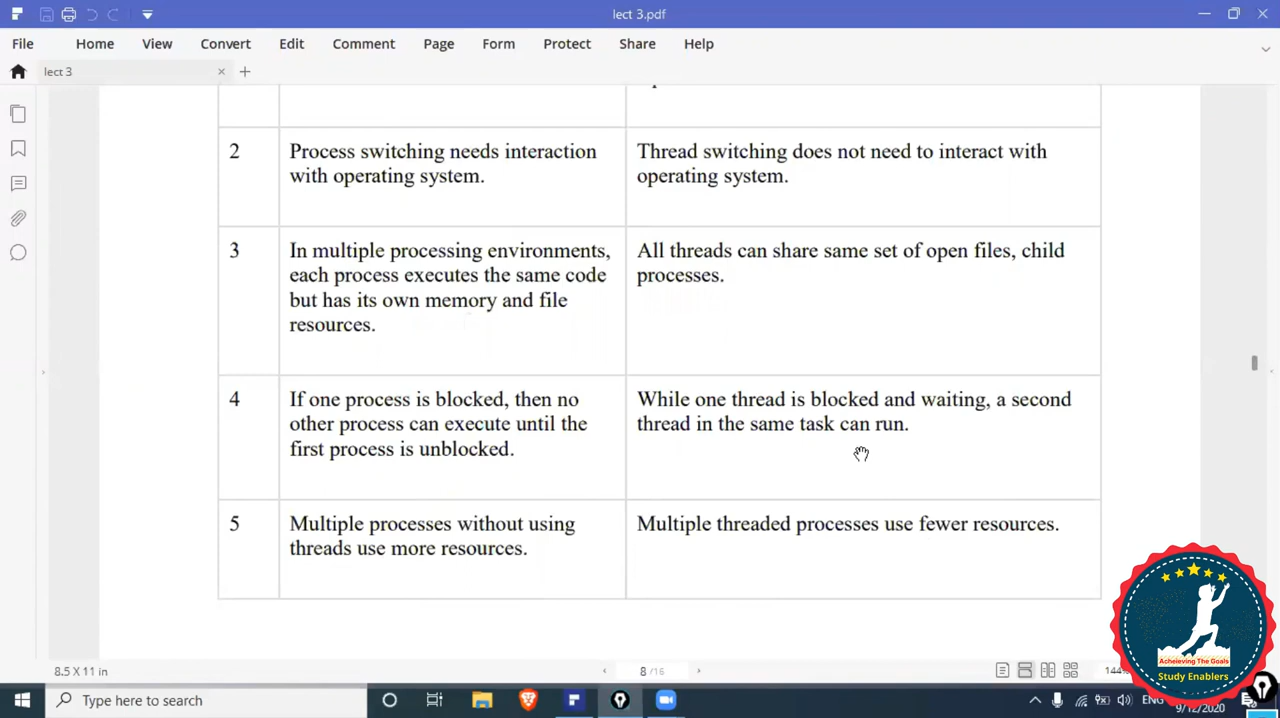 lect 3.pdf
File Home View Convert Edit Comment Page Form Protect Share Help
lect 3
2 Process switching needs interaction Thread switching does not need to interact with
with operating system. operating system.
3 In multiple processing environments, All threads can share same set of open files, child
each process executes the same code processes.
but has its own memory and file
resources.
4 If one process is blocked, then no While one thread is blocked and waiting, a second
other process can execute until the thread in the same task can run.
first process is unblocked.
5 Multiple processes without using Multiple threaded processes use fewer resources.
threads use more resources.
Acheieving The Goals
Study Enablers
8.5 X 11 in 8 /16 144
Type here to search ENG
9/12/2020